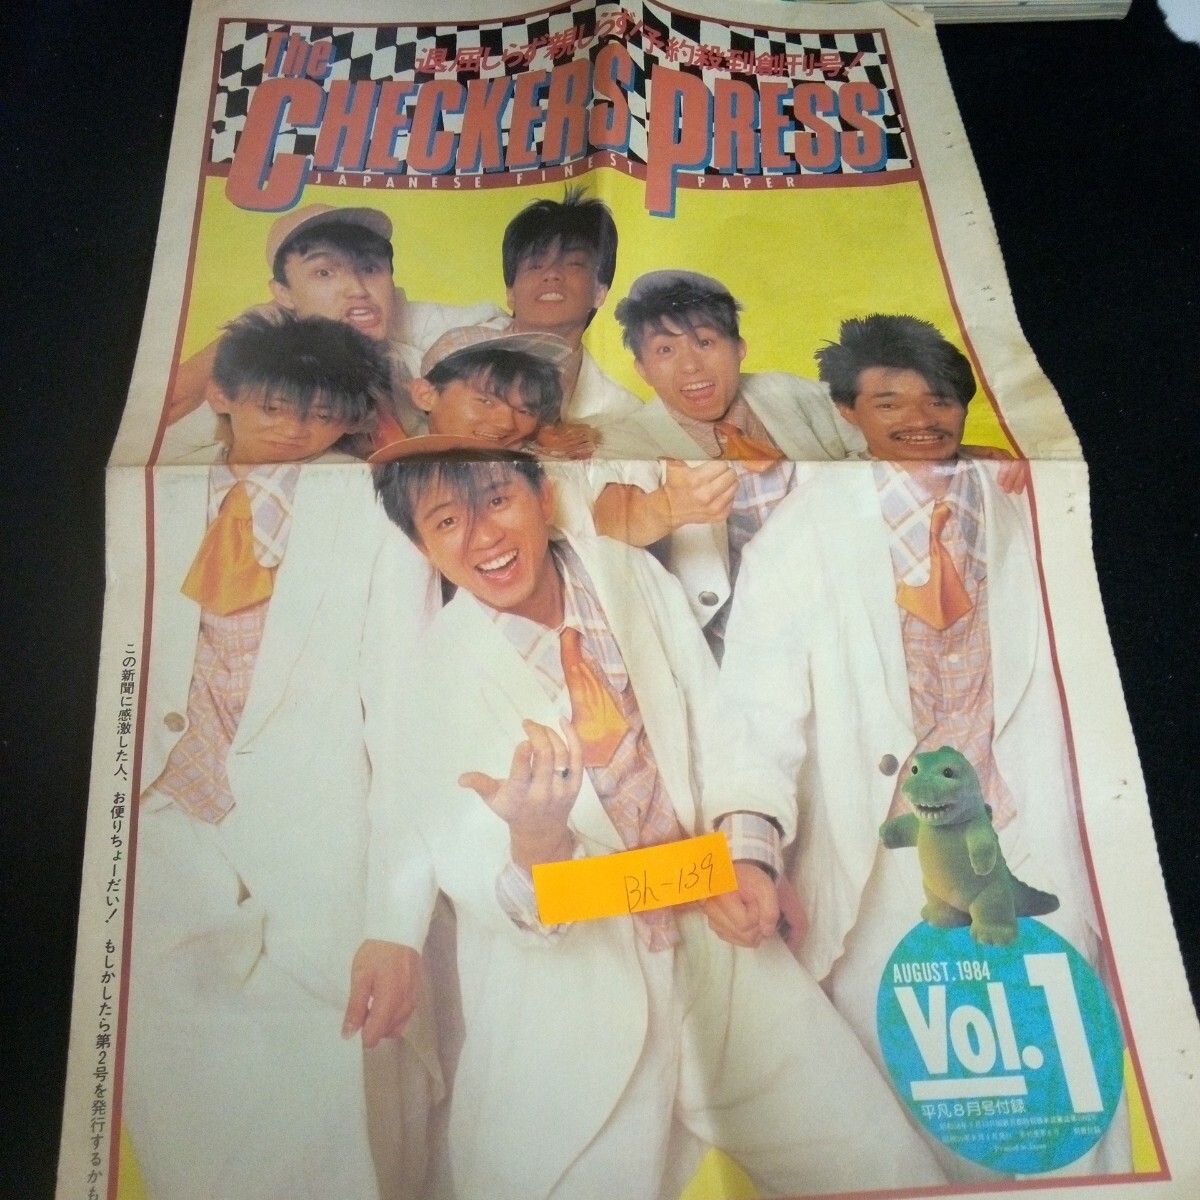 退屈しらず親しらず!予約殺到創刊号!
The CHECKERS PRESS
JAPANESE FINEST PAPER
この新聞に感激した人、お便りちょーだい! もしかしたら第2号を発行するかも
Bh-139
AUGUST.1984
Vol.1
平凡8月号付録
Printed in Japan